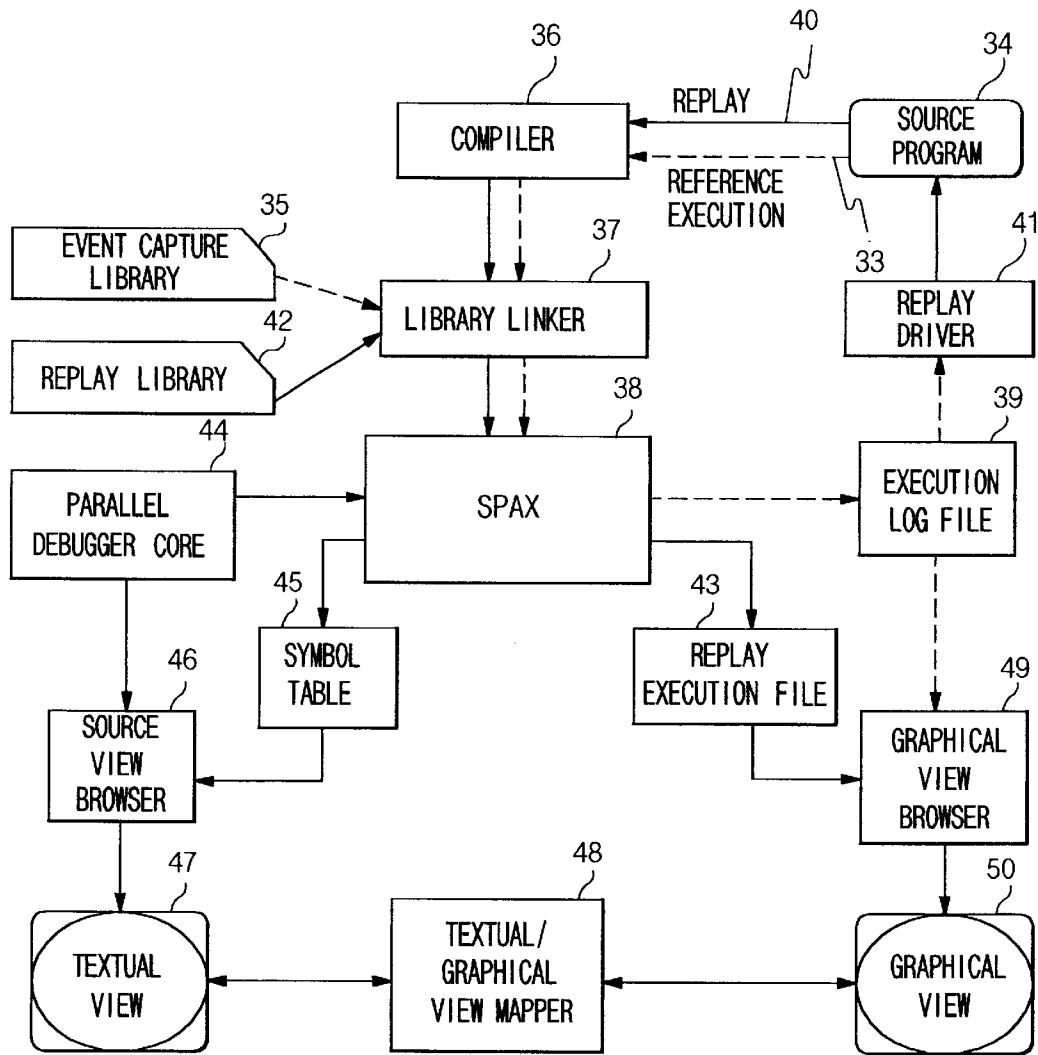 36
40
34
REPLAY
COMPILER
SOURCE
PROGRAM
REFERENCE
EXECUTION
35
37
33
41
EVENT CAPTURE
LIBRARY
LIBRARY LINKER
REPLAY
DRIVER
42
REPLAY LIBRARY
38
39
44
PARALLEL
DEBUGGER CORE
SPAX
EXECUTION
LOG FILE
45
43
SYMBOL
TABLE
REPLAY
EXECUTION FILE
46
49
SOURCE
VIEW
BROWSER
GRAPHICAL
VIEW
BROWSER
47
48
50
TEXTUAL
VIEW
TEXTUAL/
GRAPHICAL
VIEW MAPPER
GRAPHICAL
VIEW